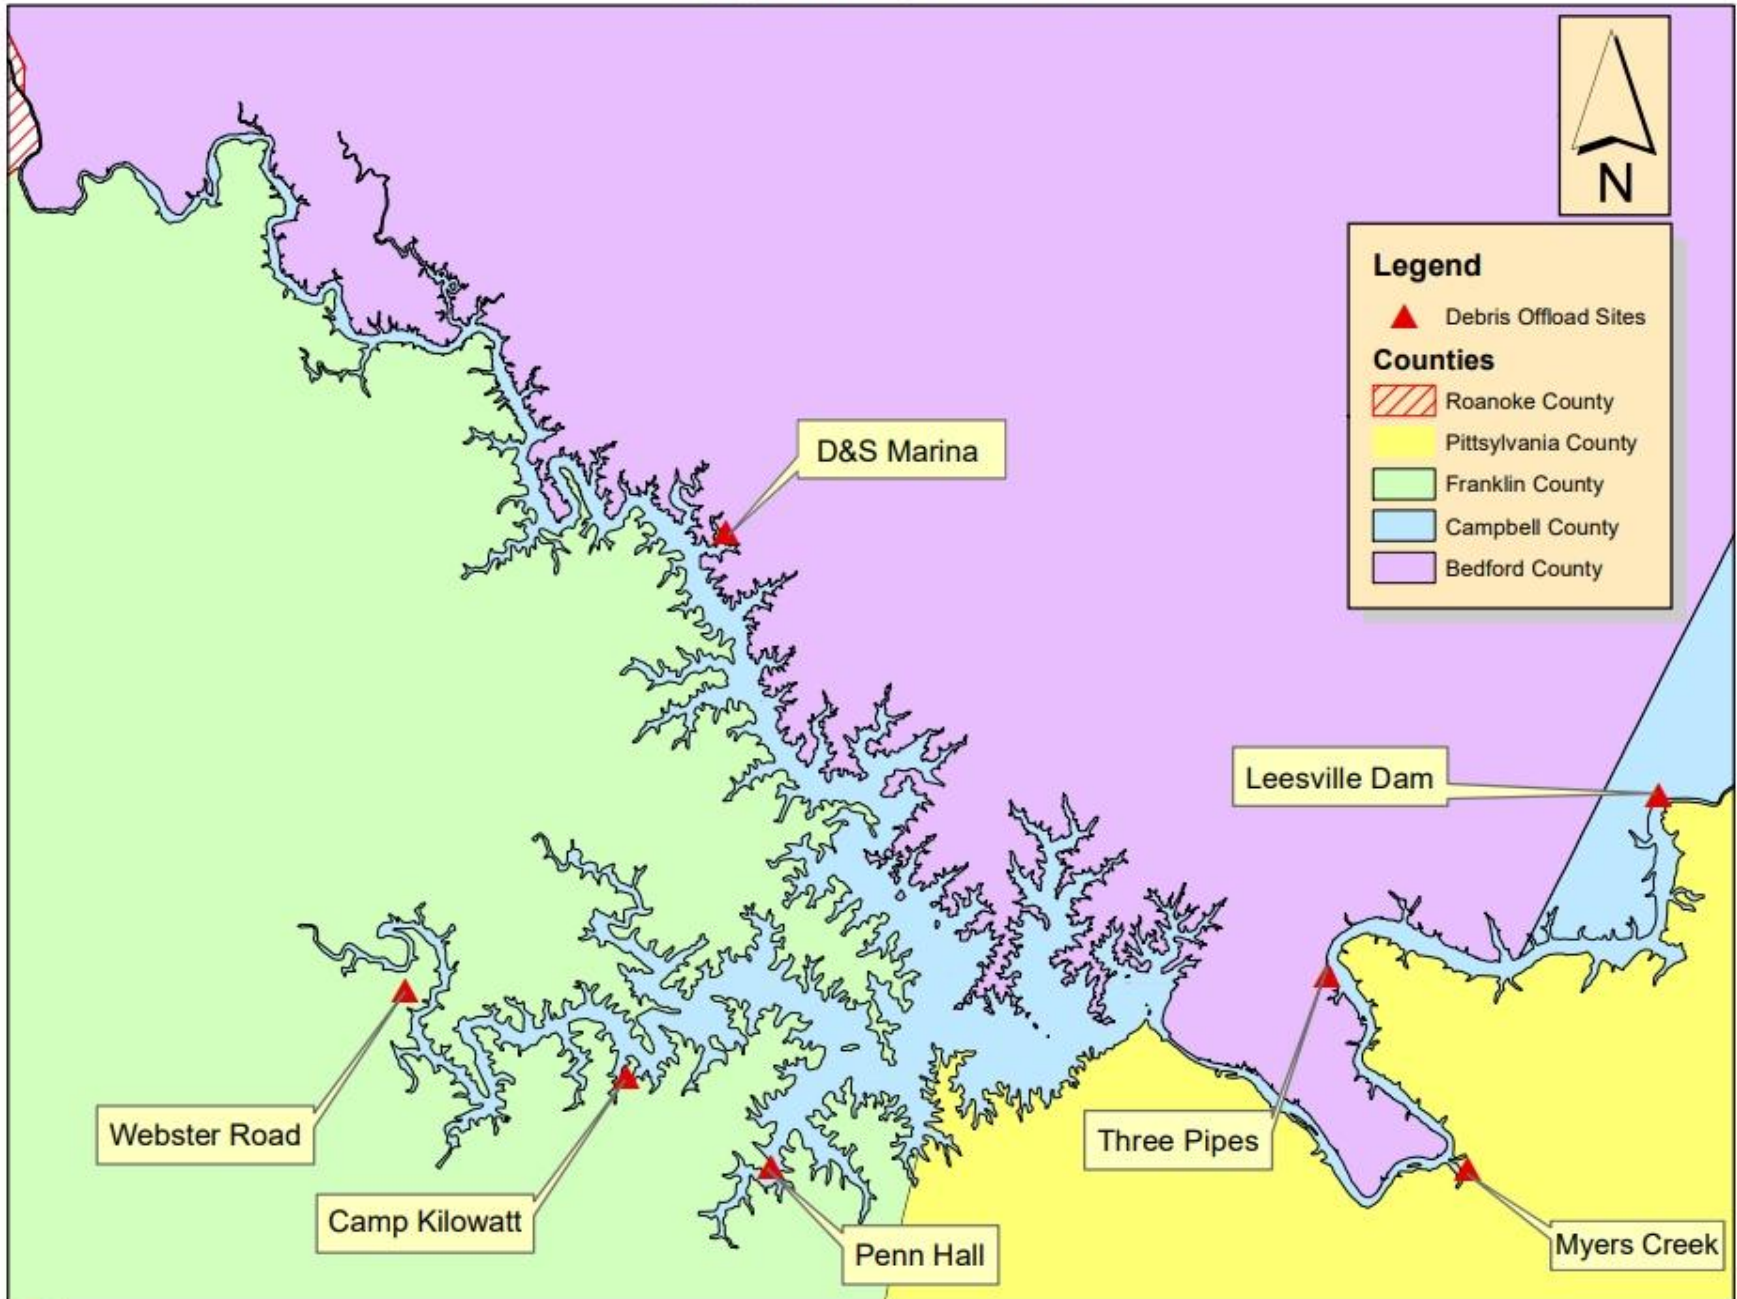 N
Legend
Debris Offload Sites
Counties
Roanoke County
Pittsylvania County
Franklin County
Campbell County
Bedford County
D&S Marina
Leesville Dam
Webster Road
Three Pipes
Camp Kilowatt
Penn Hall
Myers Creek